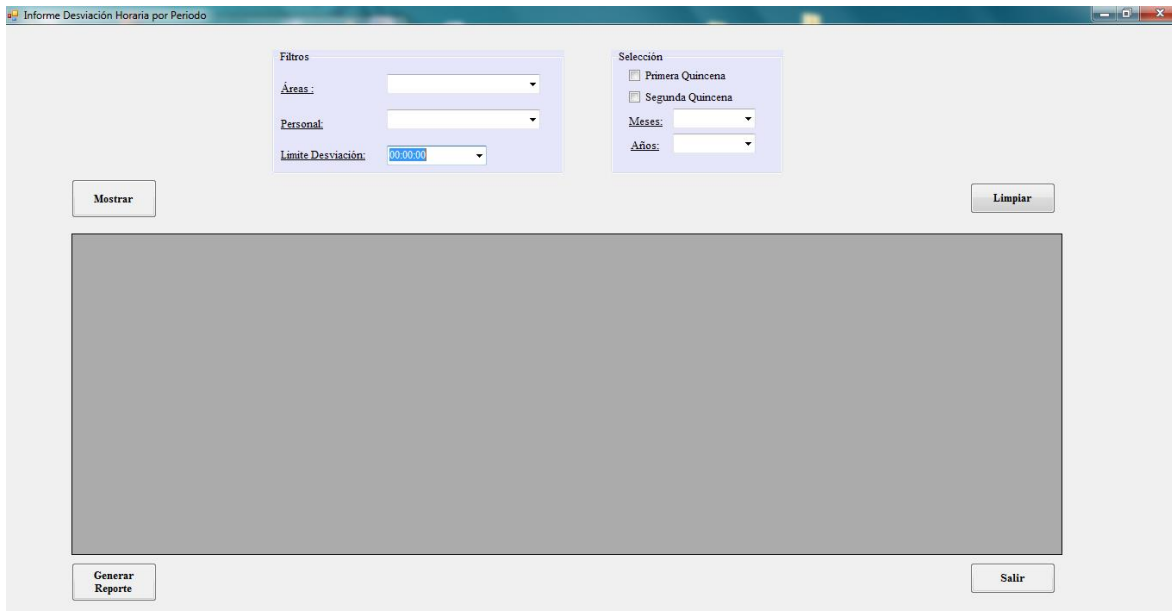 Informe Desviación Horaria por Periodo
Filtros
Áreas :
Personal:
Limite Desviación:
00:00:00
Selección
Primera Quincena
Segunda Quincena
Meses:
Años:
Mostrar
Limpiar
Generar
Reporte
Salir